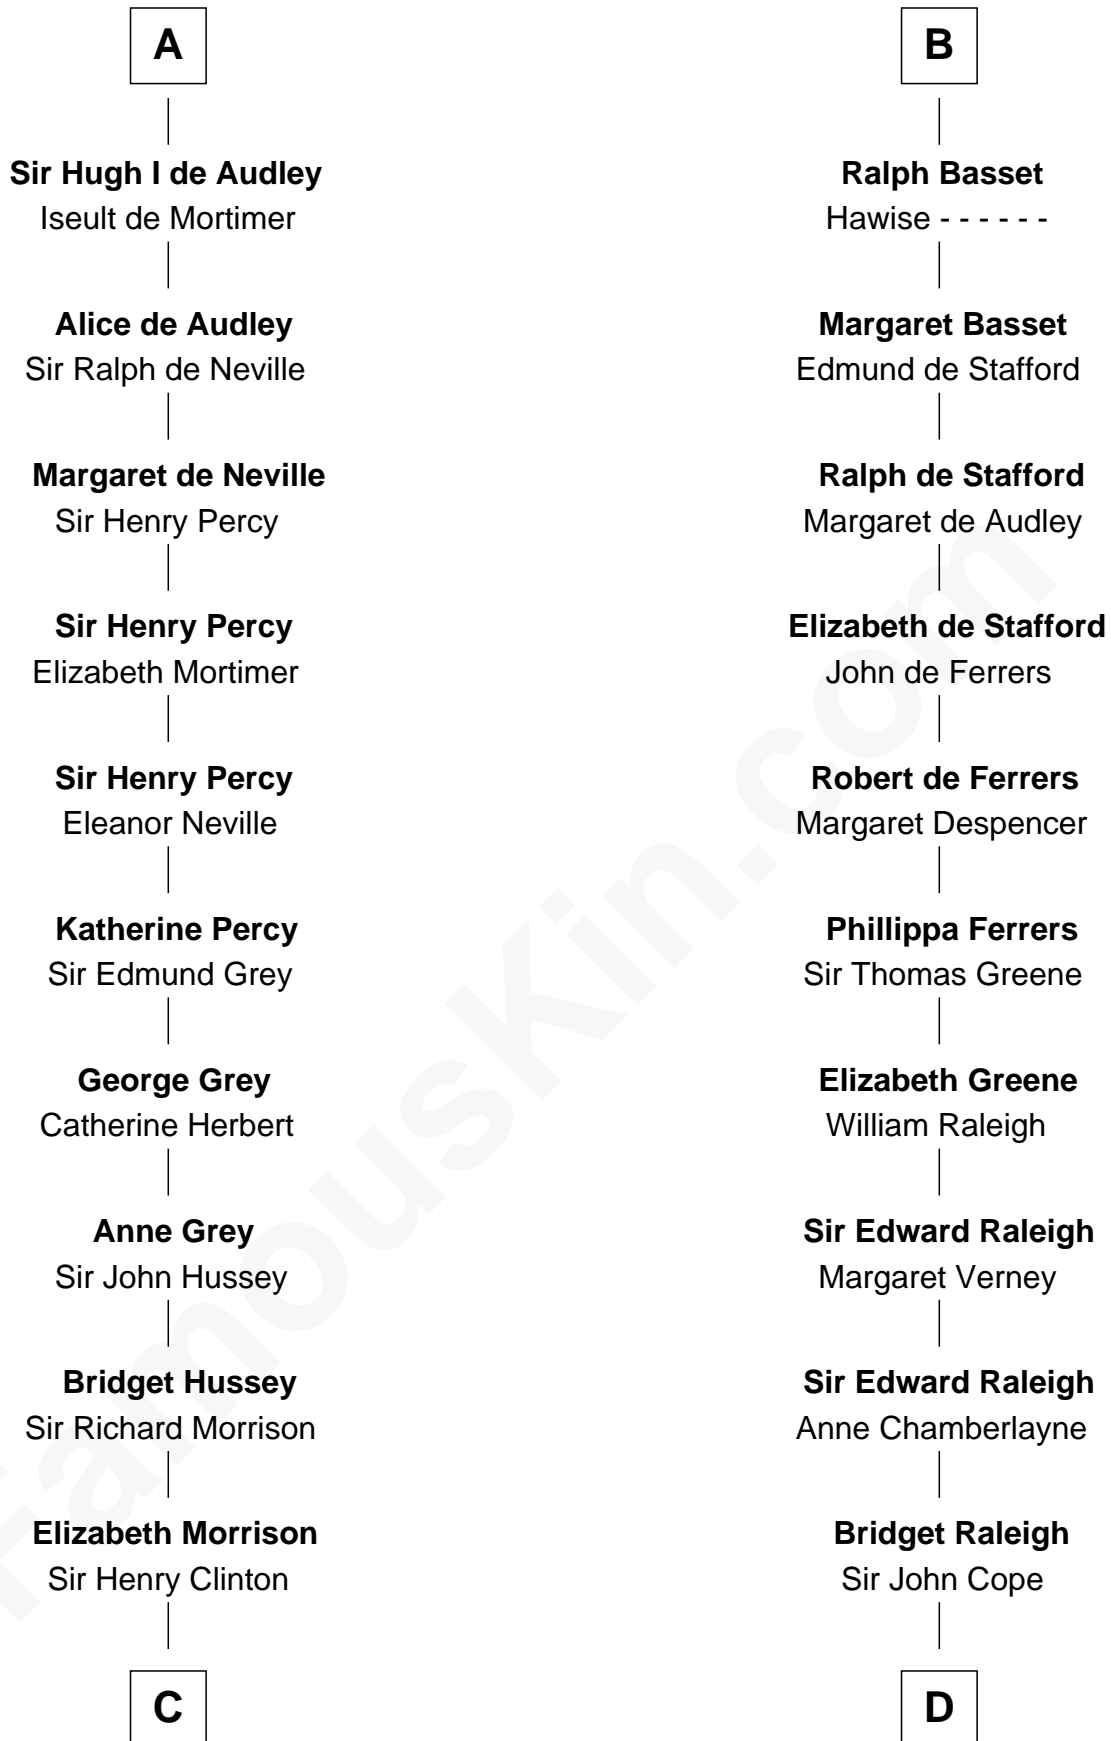 A
Sir Hugh I de Audley
Iseult de Mortimer
Alice de Audley
Sir Ralph de Neville
Margaret de Neville
Sir Henry Percy
Sir Henry Percy
Elizabeth Mortimer
Sir Henry Percy
Eleanor Neville
Katherine Percy
Sir Edmund Grey
George Grey
Catherine Herbert
Anne Grey
Sir John Hussey
Bridget Hussey
Sir Richard Morrison
Elizabeth Morrison
Sir Henry Clinton
C
B
Ralph Basset
Hawise - - - - - -
Margaret Basset
Edmund de Stafford
Ralph de Stafford
Margaret de Audley
Elizabeth de Stafford
John de Ferrers
Robert de Ferrers
Margaret Despencer
Phillippa Ferrers
Sir Thomas Greene
Elizabeth Greene
William Raleigh
Sir Edward Raleigh
Margaret Verney
Sir Edward Raleigh
Anne Chamberlayne
Bridget Raleigh
Sir John Cope
D
FamousKin.com